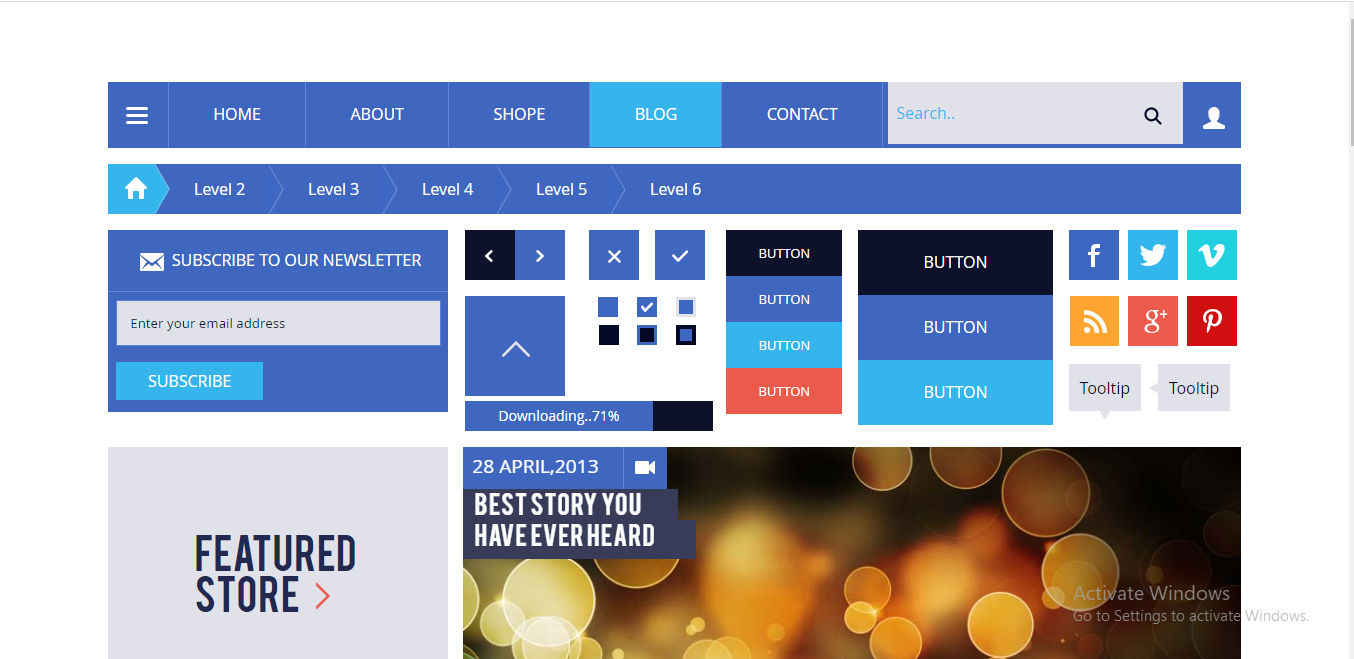 HOME ABOUT SHOPE BLOG CONTACT Search..
Level 2 Level 3 Level 4 Level 5 Level 6
SUBSCRIBE TO OUR NEWSLETTER
Enter your email address
SUBSCRIBE
Downloading..71%
BUTTON
BUTTON
BUTTON
BUTTON
BUTTON
BUTTON
BUTTON
f
g+
Tooltip Tooltip
FEATURED
STORE
28 APRIL,2013
BEST STORY YOU
HAVE EVER HEARD
Activate Windows
Go to Settings to activate Windows.